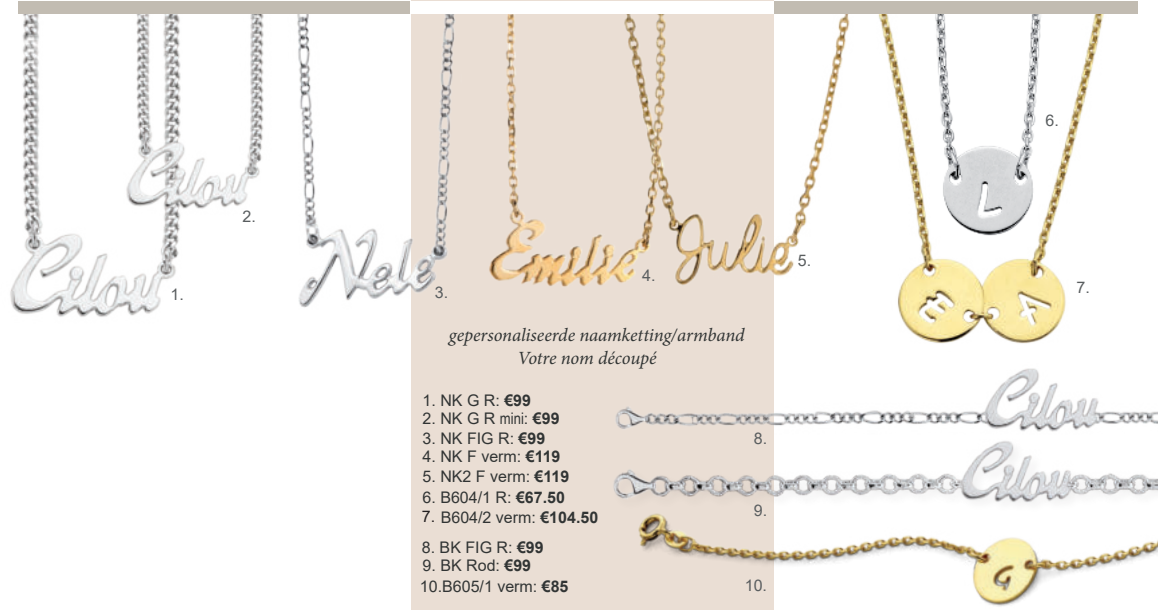 6.
2.
Cilou
Nele
Emilie
Julie
L
Cilou
1.
3.
4.
5.
7.
m
4
gepersonaliseerde naamketting/armband
Votre nom découpé
1. NK G R: €99
2. NK G R mini: €99
3. NK FIG R: €99
4. NK F verm: €119
5. NK2 F verm: €119
6. B604/1 R: €67.50
7. B604/2 verm: €104.50
8. BK FIG R: €99
9. BK Rod: €99
10.B605/1 verm: €85
Cilou
8.
Cilou
9.
G
10.